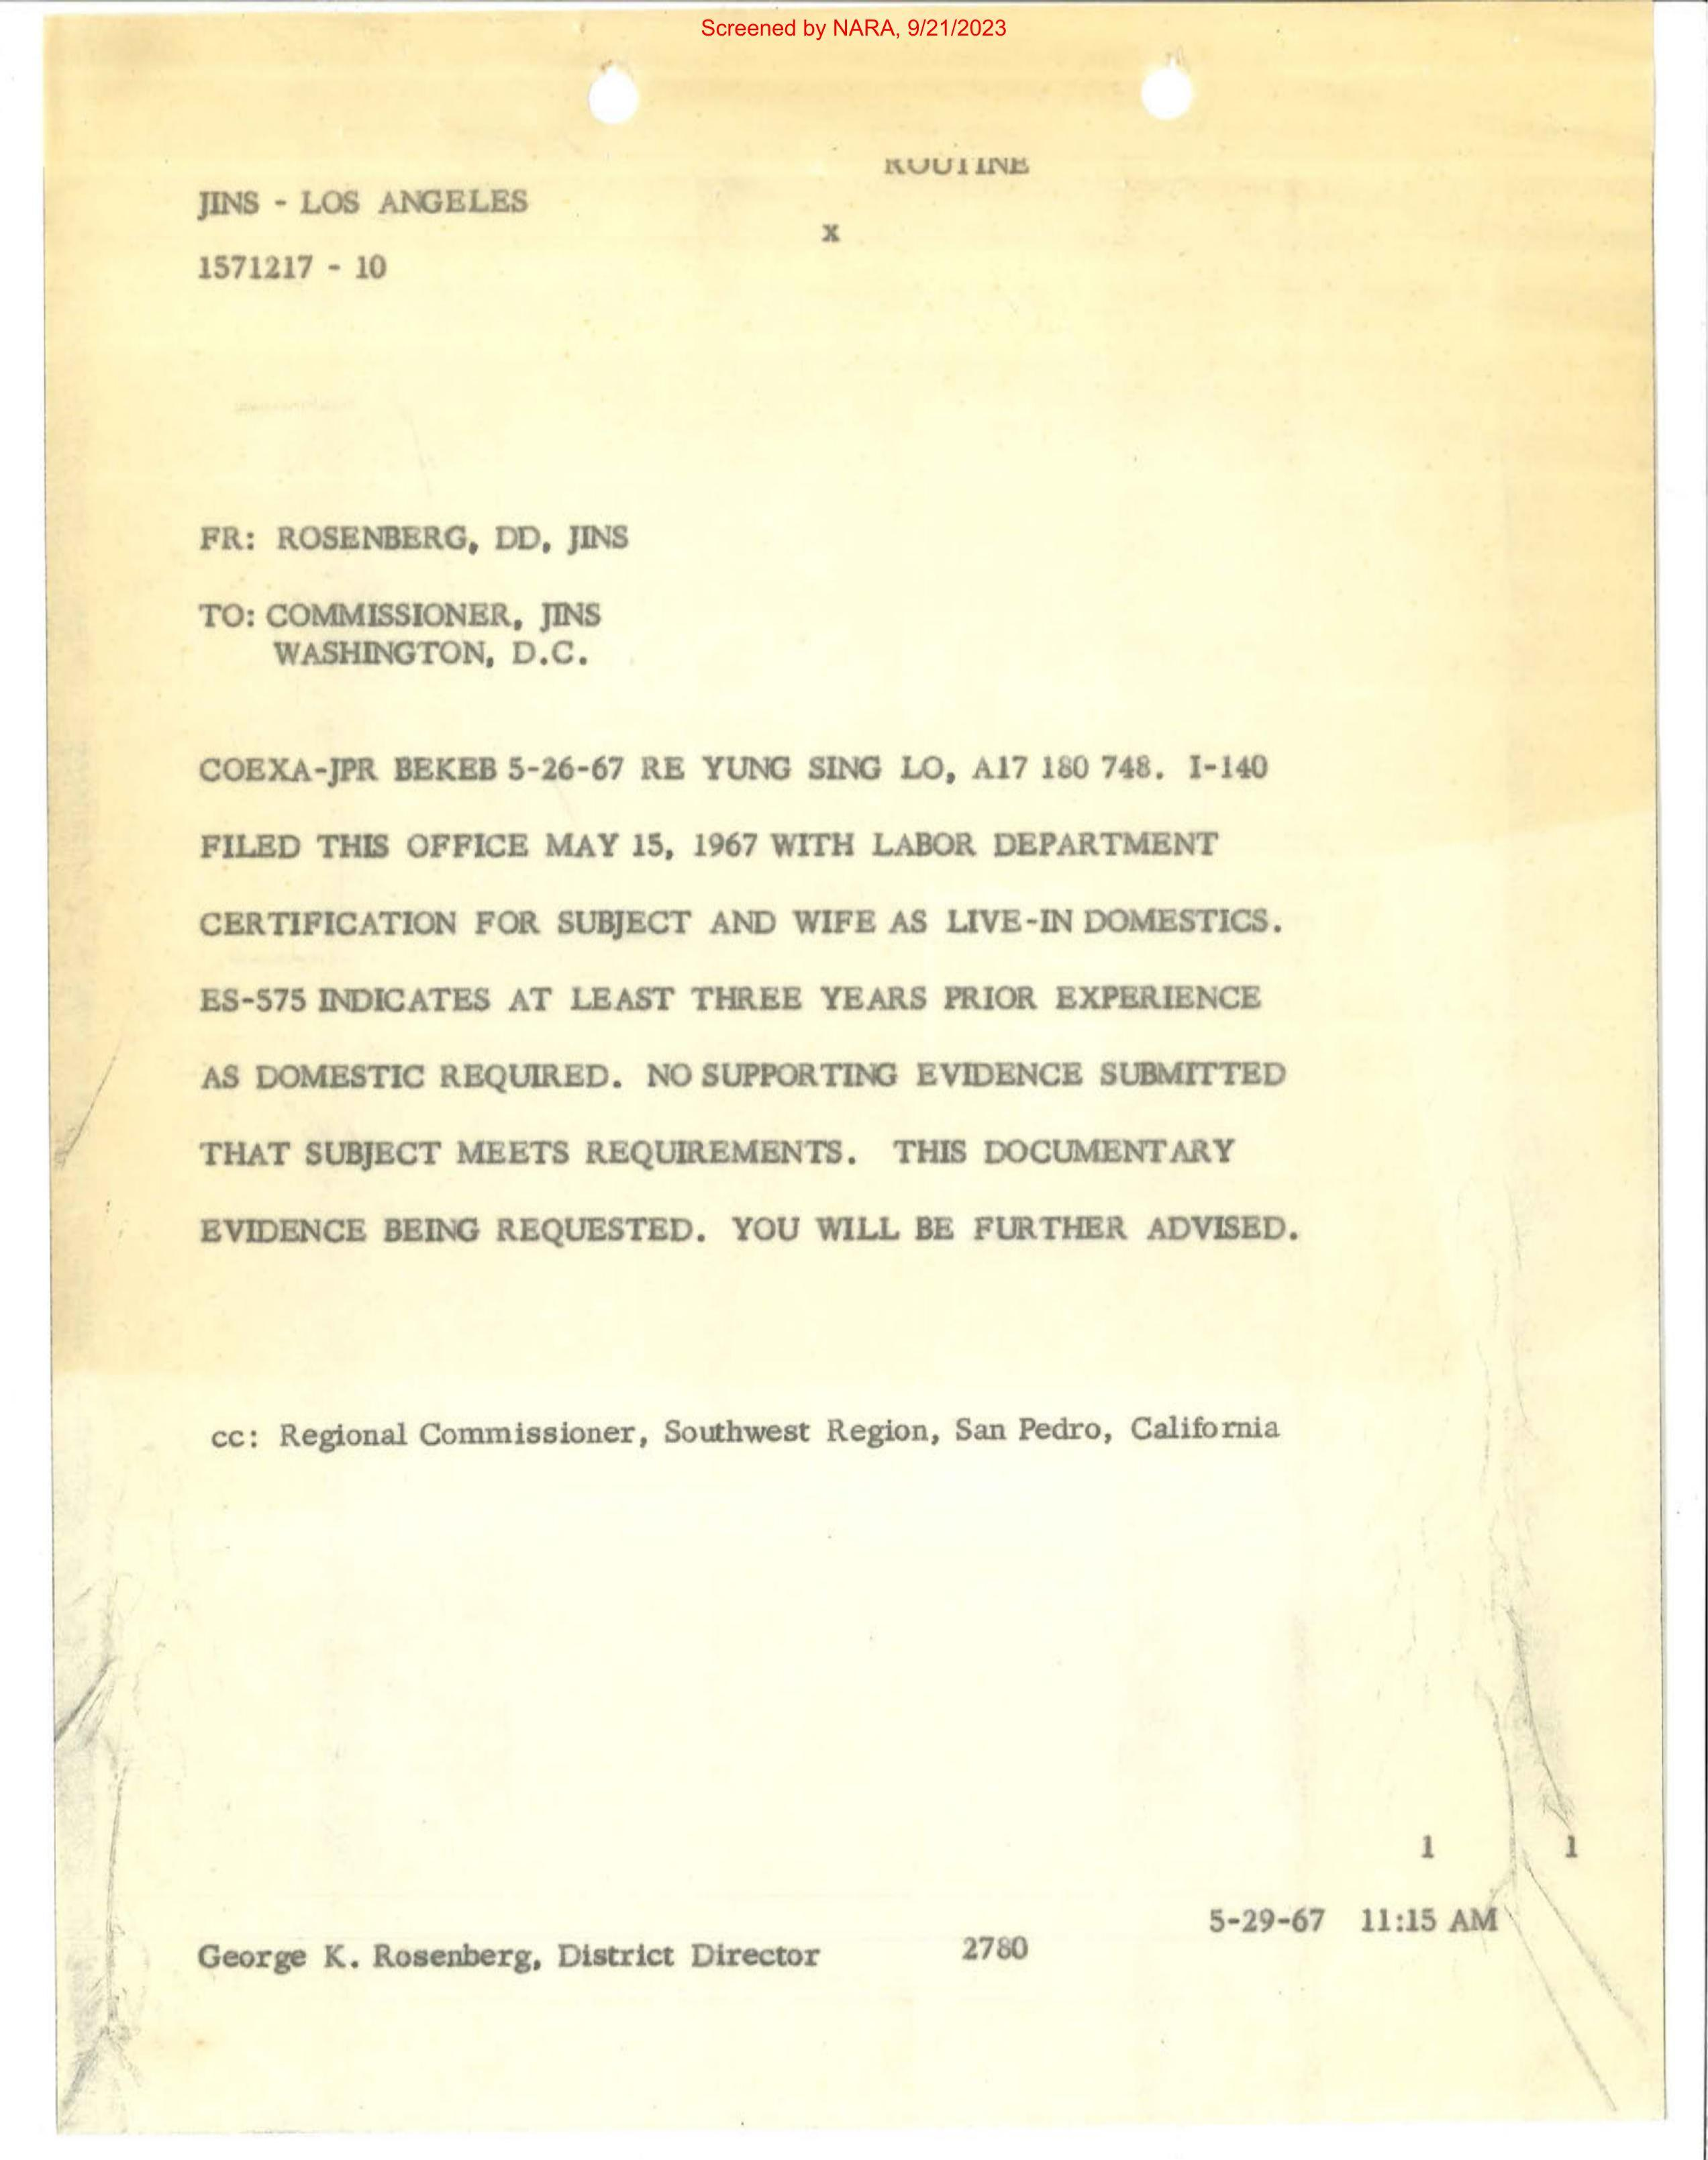 Screened by NARA, 9/21/2023
ROUTINE
JINS - LOS ANGELES
x
1571217 - 10
FR: ROSENBERG, DD, JINS
TO: COMMISSIONER, JINS
WASHINGTON, D.C.
COEXA-JPR BEKEB 5-26-67 RE YUNG SING LO, A17 180 748. I-140
FILED THIS OFFICE MAY 15, 1967 WITH LABOR DEPARTMENT
CERTIFICATION FOR SUBJECT AND WIFE AS LIVE-IN DOMESTICS.
ES-575 INDICATES AT LEAST THREE YEARS PRIOR EXPERIENCE
AS DOMESTIC REQUIRED. NO SUPPORTING EVIDENCE SUBMITTED
THAT SUBJECT MEETS REQUIREMENTS. THIS DOCUMENTARY
EVIDENCE BEING REQUESTED. YOU WILL BE FURTHER ADVISED.
cc: Regional Commissioner, Southwest Region, San Pedro, California
1 1
5-29-67 11:15 AM
George K. Rosenberg, District Director 2780